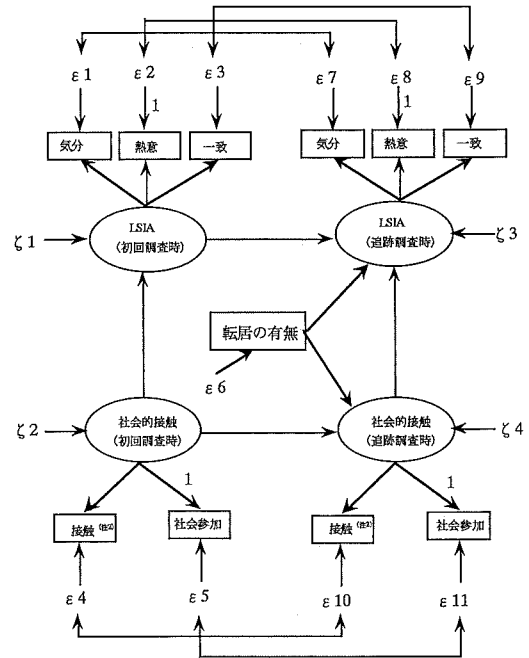 ε1 ε2 ε3 ε7 ε8 ε9
1 1
気分 熱意 一致 気分 熱意 一致
LSIA
(初回調査時)
LSIA
(追跡調査時)
ζ1 ζ3
転居の有無
ε6
社会的接触
(初回調査時)
社会的接触
(追跡調査時)
ζ2 ζ4
1 1
接触(注2) 社会参加 接触(注2) 社会参加
ε4 ε5 ε10 ε11